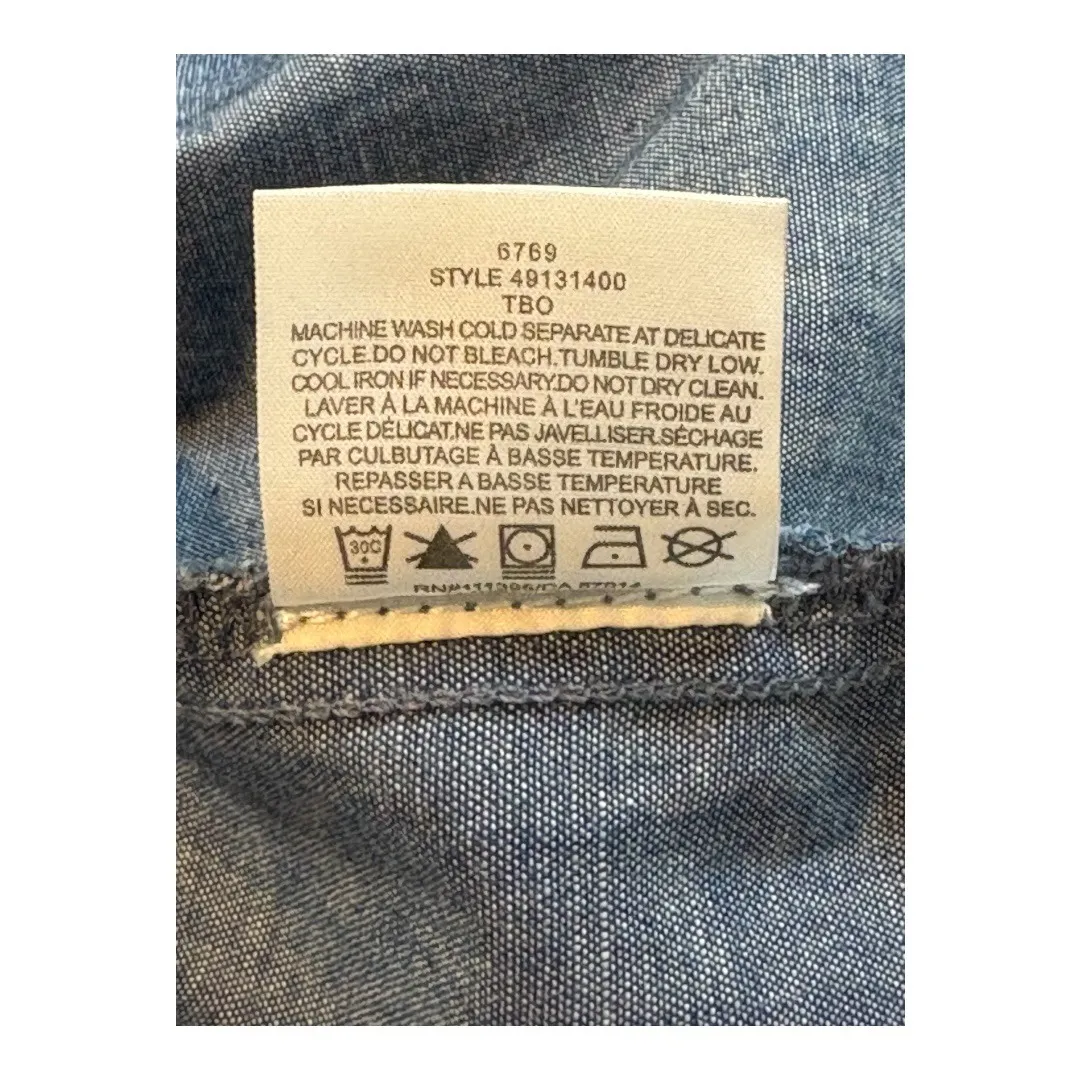 6769
STYLE 49131400
TBO
MACHINE WASH COLD SEPARATE AT DELICATE
CYCLE.DO NOT BLEACH.TUMBLE DRY LOW.
COOL IRON IF NECESSARY.DO NOT DRY CLEAN.
LAVER À LA MACHINE À L'EAU FROIDE AU
CYCLE DÉLICAT.NE PAS JAVELLISER.SÉCHAGE
PAR CULBUTAGE À BASSE TEMPERATURE.
REPASSER A BASSE TEMPERATURE
SI NECESSAIRE.NE PAS NETTOYER À SEC.
30C